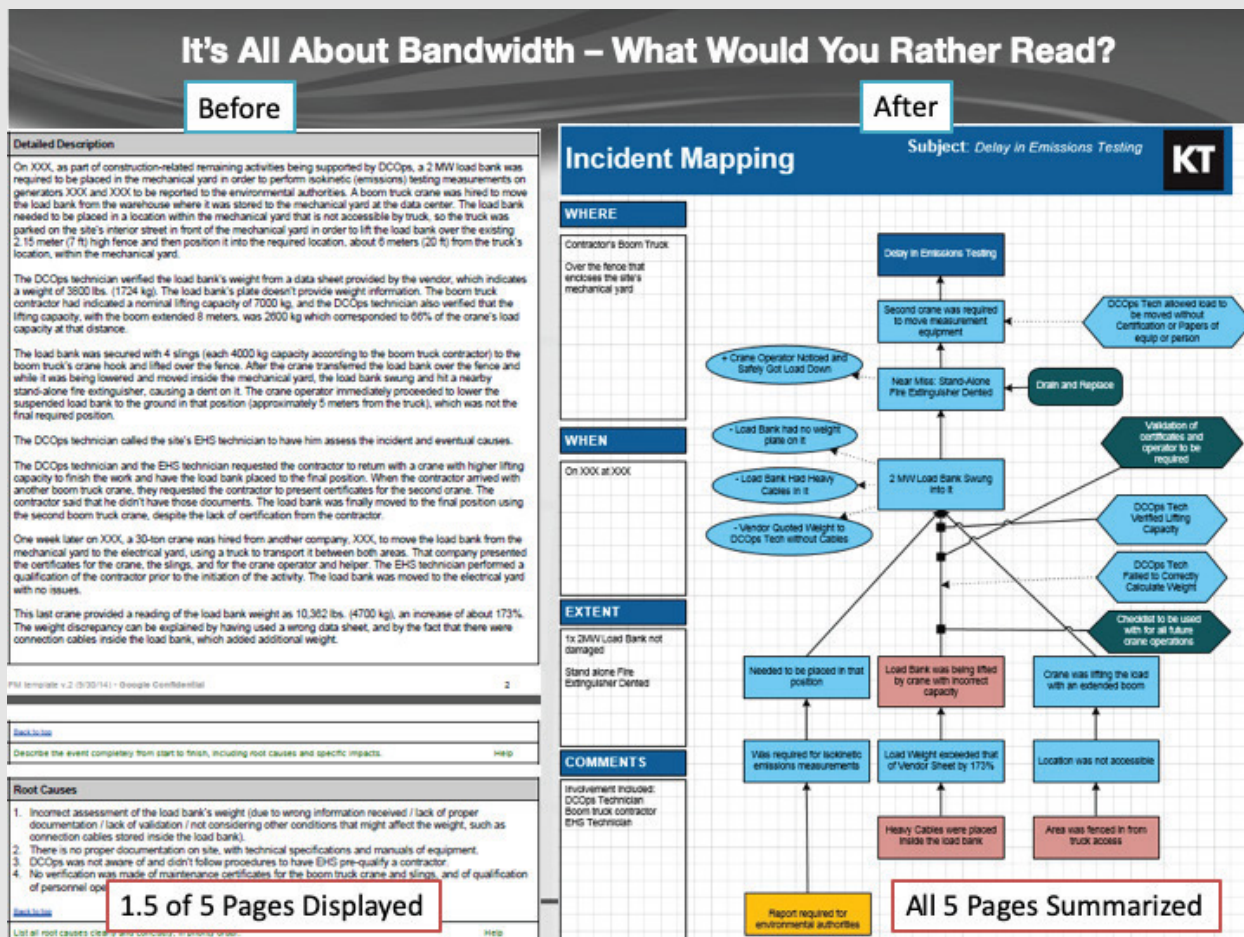 It's All About Bandwidth – What Would You Rather Read?
Before
Detailed Description
On XXX, as part of construction-related remaining activities being supported by DCOps, a 2 MW load bank was
required to be placed in the mechanical yard in order to perform isokinetic (emissions) testing measurements on
generators XXX and XXX to be reported to the environmental authorities. A boom truck crane was hired to move
the load bank from the warehouse where it was stored to the mechanical yard at the data center. The load bank
needed to be placed in a location within the mechanical yard that is not accessible by truck, so the truck was
parked on the site's interior street in front of the mechanical yard in order to lift the load bank over the existing
2.15 meter (7 ft) high fence and then position it into the required location, about 6 meters (20 ft) from the truck's
location, within the mechanical yard.
The DCOps technician verified the load bank's weight from a data sheet provided by the vendor, which indicates
a weight of 3800 lbs. (1724 kg). The load bank's plate doesn't provide weight information. The boom truck
contractor had indicated a nominal lifting capacity of 7000 kg, and the DCOps technician also verified that the
lifting capacity, with the boom extended 8 meters, was 2600 kg which corresponded to 66% of the crane's load
capacity at that distance.
The load bank was secured with 4 slings (each 4000 kg capacity according to the boom truck contractor) to the
boom truck's crane hook and lifted over the fence. After the crane transferred the load bank over the fence and
while it was being lowered and moved inside the mechanical yard, the load bank swung and hit a nearby
stand-alone fire extinguisher, causing a dent on it. The crane operator immediately proceeded to lower the
suspended load bank to the ground in that position (approximately 5 meters from the truck), which was not the
final required position.
The DCOps technician called the site's EHS technician to have him assess the incident and eventual causes.
The DCOps technician and the EHS technician requested the contractor to return with a crane with higher lifting
capacity to finish the work and have the load bank placed to the final position. When the contractor arrived with
another boom truck crane, they requested the contractor to present certificates for the second crane. The
contractor said that he didn't have those documents. The load bank was finally moved to the final position using
the second boom truck crane, despite the lack of certification from the contractor.
One week later on XXX, a 30-ton crane was hired from another company, XXX, to move the load bank from the
mechanical yard to the electrical yard, using a truck to transport it between both areas. That company presented
the certificates for the crane, the slings, and for the crane operator and helper. The EHS technician performed a
qualification of the contractor prior to the initiation of the activity. The load bank was moved to the electrical yard
with no issues.
This last crane provided a reading of the load bank weight as 10,362 lbs. (4700 kg), an increase of about 173%.
The weight discrepancy can be explained by having used a wrong data sheet, and by the fact that there were
connection cables inside the load bank, which added additional weight.
PM template v.2 (5/30/14) - Google Confidential
2
Back to top
Describe the event completely from start to finish, including root causes and specific impacts.
Help
Root Causes
1. Incorrect assessment of the load bank's weight (due to wrong information received / lack of proper
documentation / lack of validation / not considering other conditions that might affect the weight, such as
connection cables stored inside the load bank).
2. There is no proper documentation on site, with technical specifications and manuals of equipment.
3. DCOps was not aware of and didn't follow procedures to have EHS pre-qualify a contractor.
4. No verification was made of maintenance certificates for the boom truck crane and slings, and of qualification
of personnel ope
Back to top
List all root causes clearly and concisely, in priority order.
Help
1.5 of 5 Pages Displayed
After
Incident Mapping
Subject: Delay in Emissions Testing
KT
WHERE
Contractor's Boom Truck
Over the fence that
encloses the site's
mechanical yard
WHEN
On XXX at XXX
EXTENT
1x 2MW Load Bank not
damaged
Stand alone Fire
Extinguisher Dented
COMMENTS
Involvement Included:
DCOps Technician
Boom truck contractor
EHS Technician
Delay in Emissions Testing
Second crane was required
to move measurement
equipment
DCOps Tech allowed load to
be moved without
Certification or Papers of
equip or person
+ Crane Operator Noticed and
Safely Got Load Down
Near Miss: Stand-Alone
Fire Extinguisher Dented
Drain and Replace
- Load Bank had no weight
plate on it
Validation of
certificates and
operator to be
required
- Load Bank Had Heavy
Cables In It
2 MW Load Bank Swung
Into It
- Vendor Quoted Weight to
DCOps Tech without Cables
DCOps Tech
Verified Lifting
Capacity
DCOps Tech
Failed to Correctly
Calculate Weight
Checklist to be used
with for all future
crane operations
Needed to be placed in that
position
Load Bank was being lifted
by crane with incorrect
capacity
Crane was lifting the load
with an extended boom
Was required for isokinetic
emissions measurements
Load Weight exceeded that
of Vendor Sheet by 173%
Location was not accessible
Heavy Cables were placed
inside the load bank
Area was fenced in from
truck access
Report required for
environmental authorities
All 5 Pages Summarized